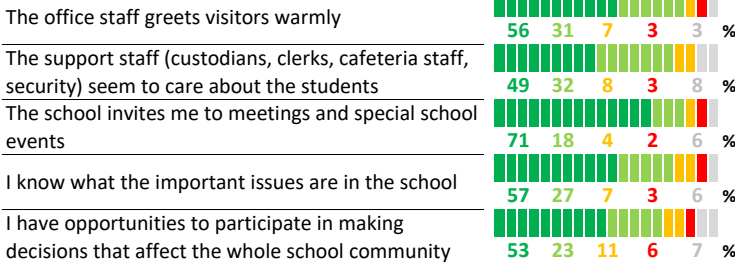 The office staff greets visitors warmly
56 31 7 3 3 %
The support staff (custodians, clerks, cafeteria staff,
security) seem to care about the students
49 32 8 3 8 %
The school invites me to meetings and special school
events
71 18 4 2 6 %
I know what the important issues are in the school
57 27 7 3 6 %
I have opportunities to participate in making
decisions that affect the whole school community
53 23 11 6 7 %